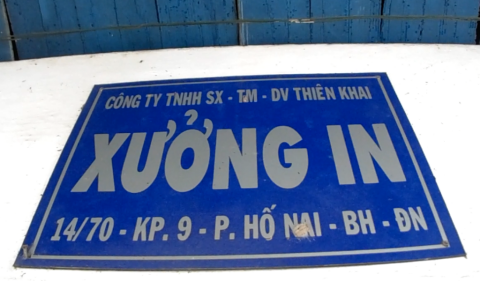 CÔNG TY TNHH SX - TM - DV THIÊN KHAI
XƯỞNG IN
14/70 - KP. 9 - P. HỐ NAI - BH - ĐN